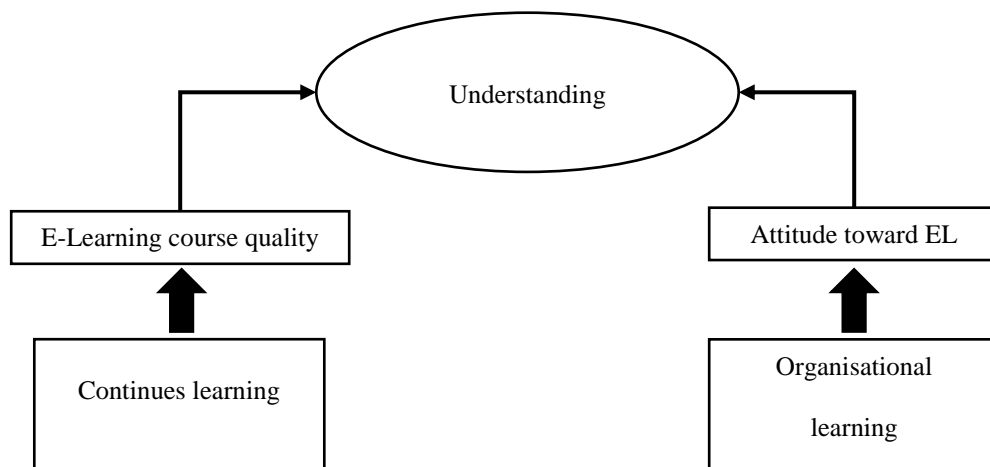 Understanding
E-Learning course quality
Attitude toward EL
Continues learning
Organisational
learning